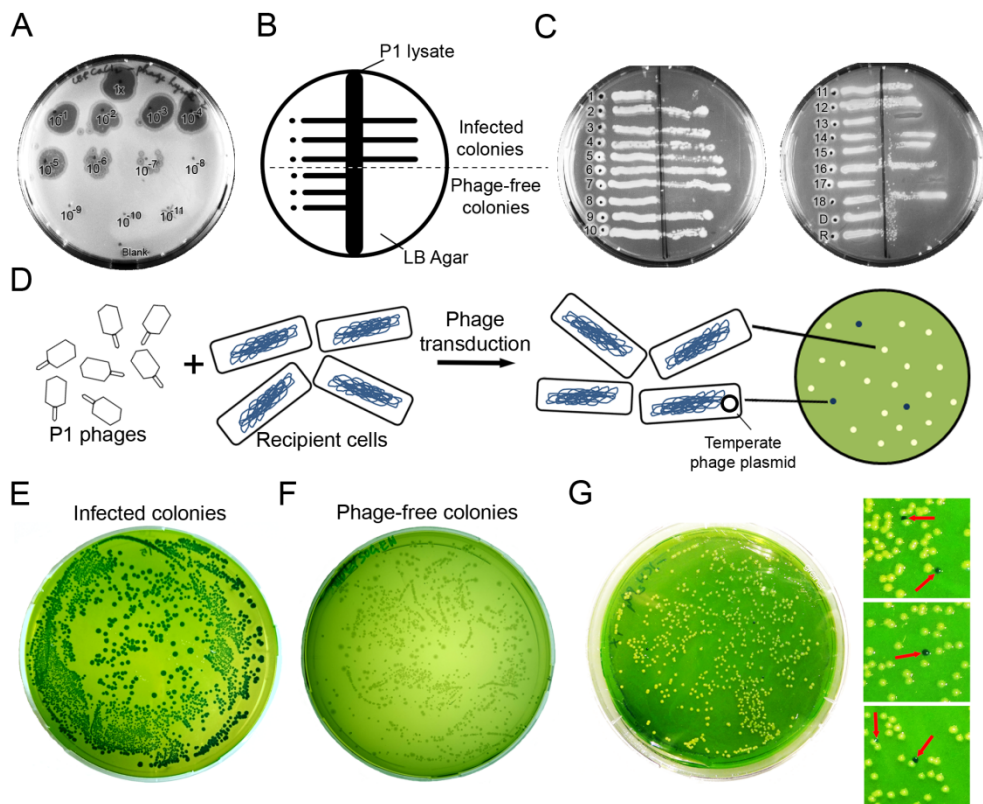 A
1x
10-1
10-2
10-3
10-4
10-5
10-6
10-7
10-8
10-9
10-10
10-11
Blank
B
P1 lysate
Infected
colonies
Phage-free
colonies
LB Agar
C
1
2
3
4
5
6
7
8
9
10
11
12
13
14
15
16
17
18
D
R
D
P1 phages
+
Recipient cells
Phage
transduction
Temperate
phage plasmid
E
Infected colonies
F
Phage-free colonies
G